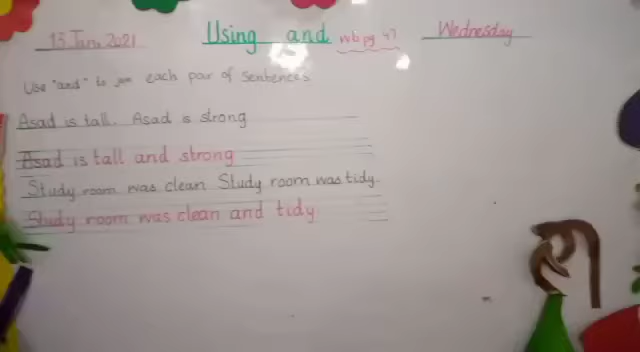 13 Jan, 2021 Using and wb pg 47 Wednesday
Use "and" to join each pair of sentences.
Asad is tall. Asad is strong
Asad is tall and strong
Study room was clean. Study room was tidy.
Study room was clean and tidy